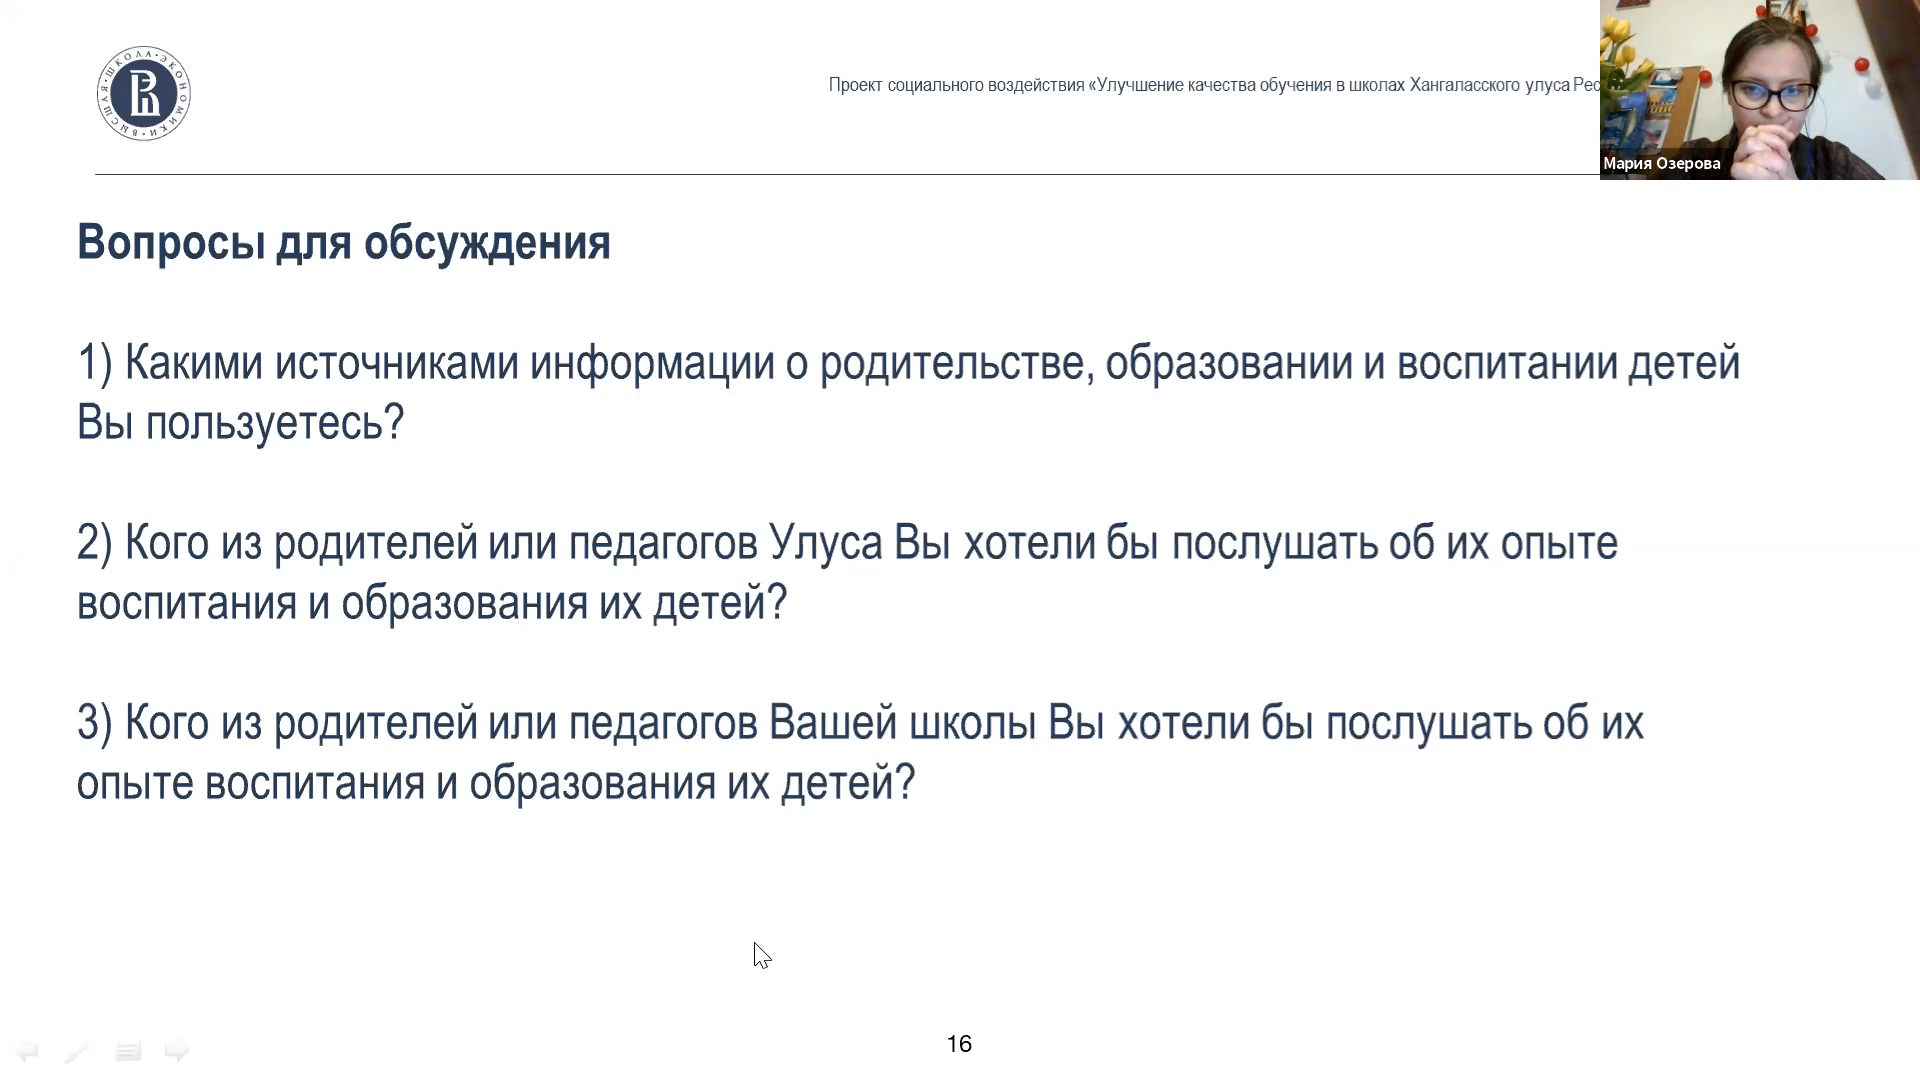 ВЫСШАЯ ШКОЛА ЭКОНОМИКИ
Проект социального воздействия «Улучшение качества обучения в школах Хангаласского улуса
Мария Озерова
Вопросы для обсуждения
1) Какими источниками информации о родительстве, образовании и воспитании детей
Вы пользуетесь?
2) Кого из родителей или педагогов Улуса Вы хотели бы послушать об их опыте
воспитания и образования их детей?
3) Кого из родителей или педагогов Вашей школы Вы хотели бы послушать об их
опыте воспитания и образования их детей?
16